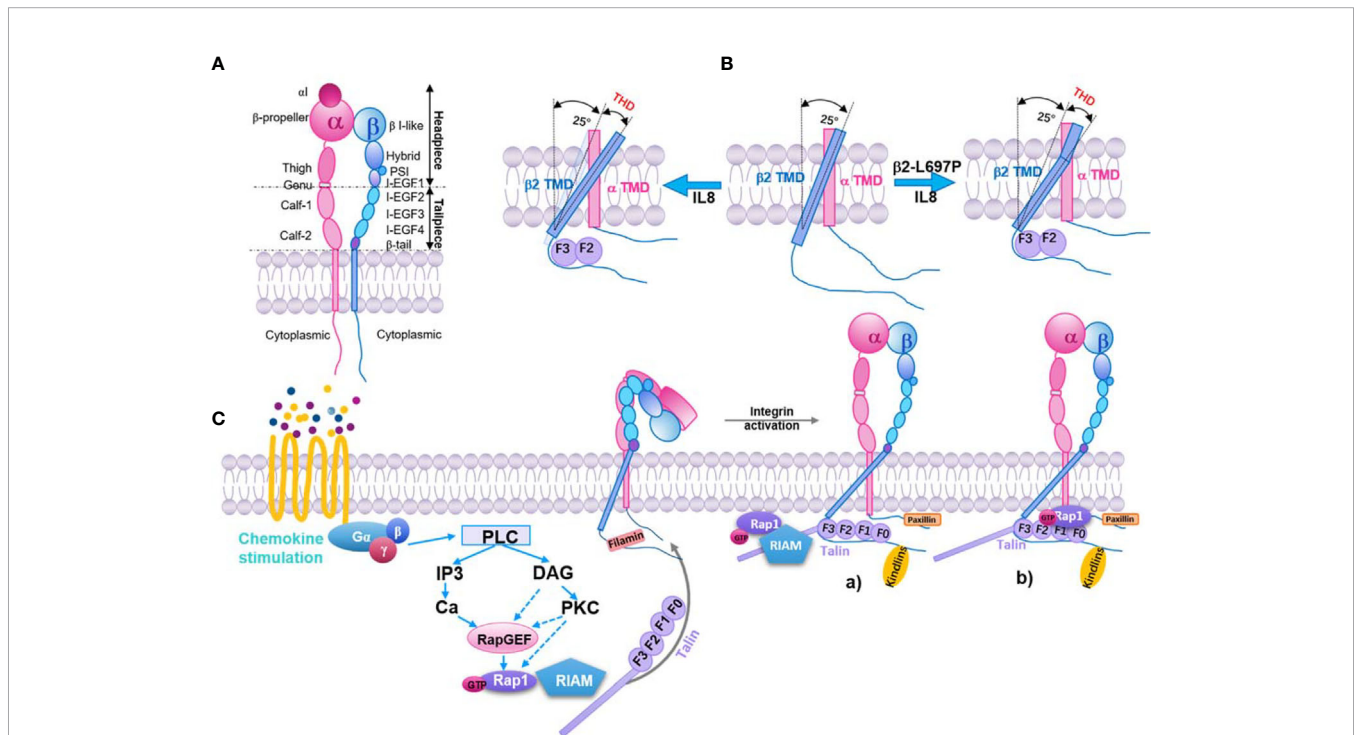 A
αI
β-propeller
α
β
β I-like
Headpiece
Hybrid
Thigh
PSI
Genu
I-EGF1
I-EGF2
Calf-1
I-EGF3
Tailpiece
I-EGF4
Calf-2
β-tail
Cytoplasmic
Cytoplasmic
B
THD
25°
β2 TMD
α TMD
F3
F2
IL8
25°
β2 TMD
α TMD
β2-L697P
IL8
THD
25°
β2 TMD
α TMD
F3
F2
C
Chemokine
stimulation
Gα
β
γ
PLC
IP3
DAG
Ca
PKC
RapGEF
GTP
Rap1
RIAM
Filamin
F3
F2
F1
F0
Talin
Integrin
activation
α
β
Rap1
GTP
RIAM
F3
F2
F1
F0
Talin
Paxillin
Kindlins
a)
α
β
GTP
Rap1
F3
F2
F1
F0
Talin
Paxillin
Kindlins
b)